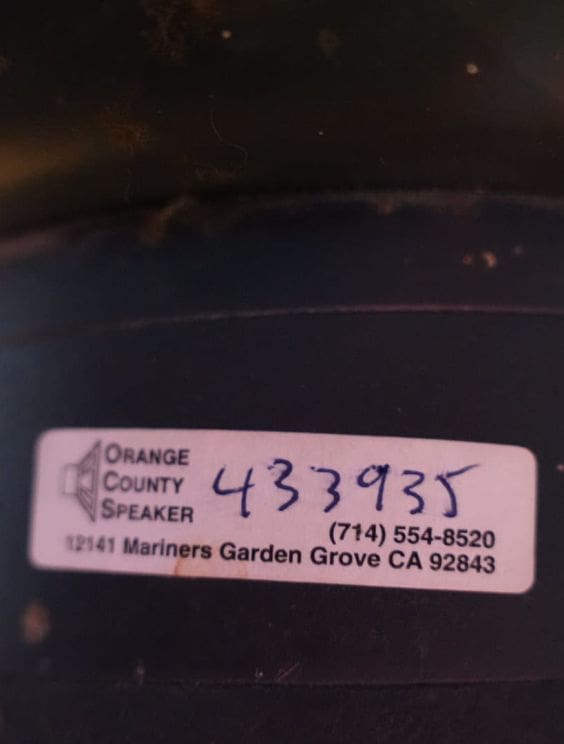 ORANGE
COUNTY
SPEAKER
433935
(714) 554-8520
12141 Mariners Garden Grove CA 92843